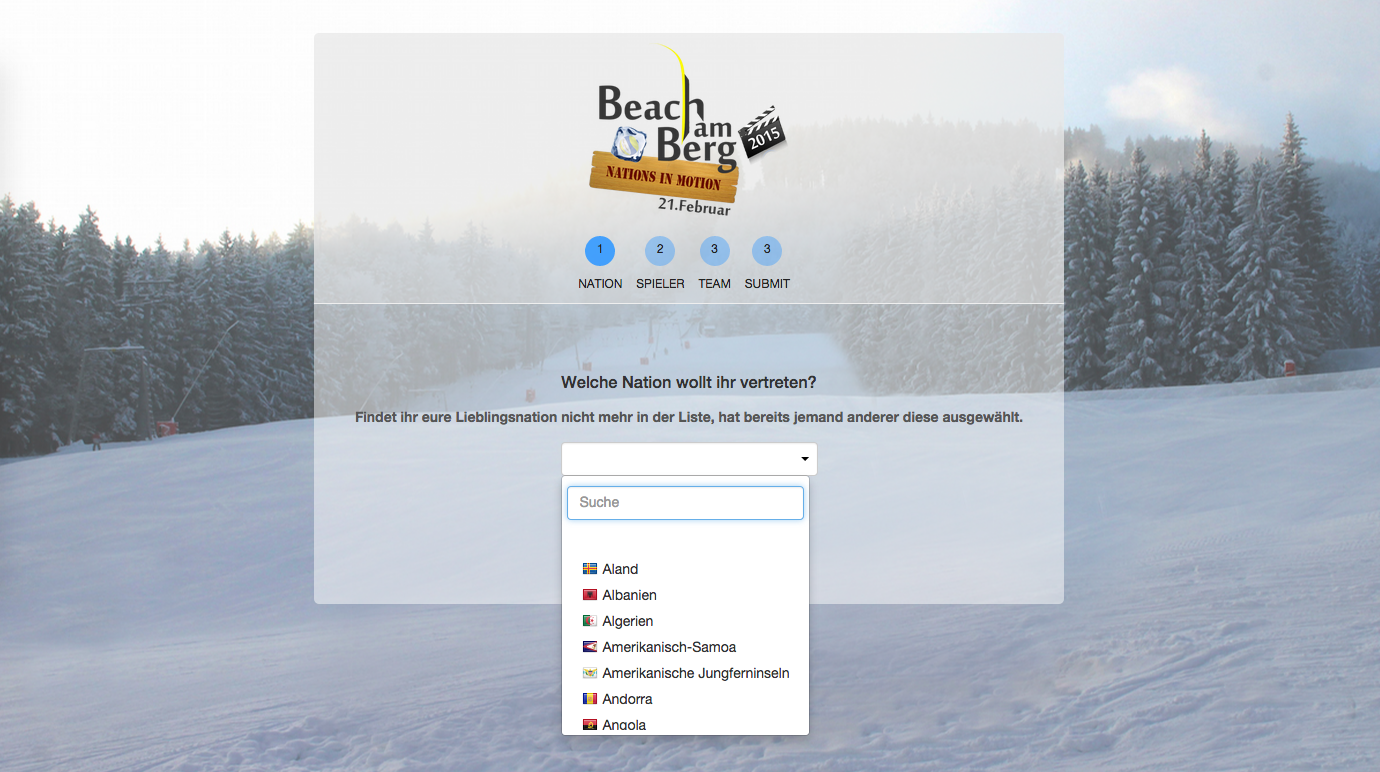 Beach
am
Berg
2015
NATIONS IN MOTION
21.Februar
1 2 3 3
NATION SPIELER TEAM SUBMIT
Welche Nation wollt ihr vertreten?
Findet ihr eure Lieblingsnation nicht mehr in der Liste, hat bereits jemand anderer diese ausgewählt.
Suche
Aland
Albanien
Algerien
Amerikanisch-Samoa
Amerikanische Jungferninseln
Andorra
Angola